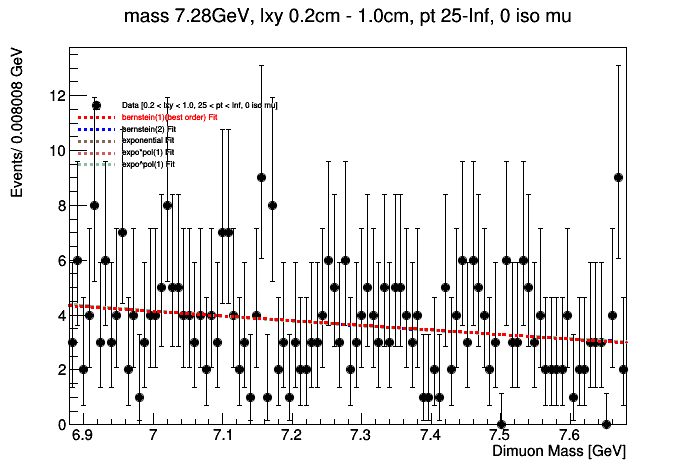 mass 7.28GeV, lxy 0.2cm - 1.0cm, pt 25-Inf, 0 iso mu
Events/ 0.008008 GeV
Data [0.2 < lxy < 1.0, 25 < pt < Inf, 0 iso mu]
bernstein(1)(best order) Fit
bernstein(2) Fit
exponential Fit
expo*pol(1) Fit
expo^pol(1) Fit
12
10
8
6
4
2
0
6.9 7 7.1 7.2 7.3 7.4 7.5 7.6
Dimuon Mass [GeV]